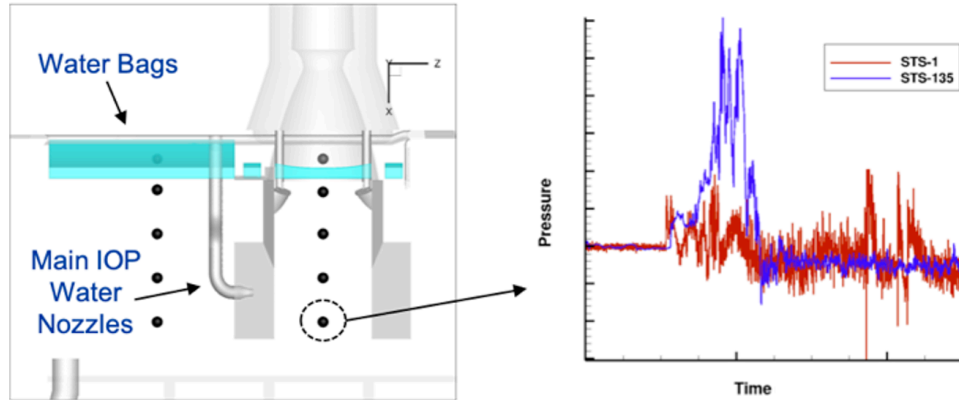 Water Bags
Y
Z
X
Main IOP
Water
Nozzles
STS-1
STS-135
Pressure
Time